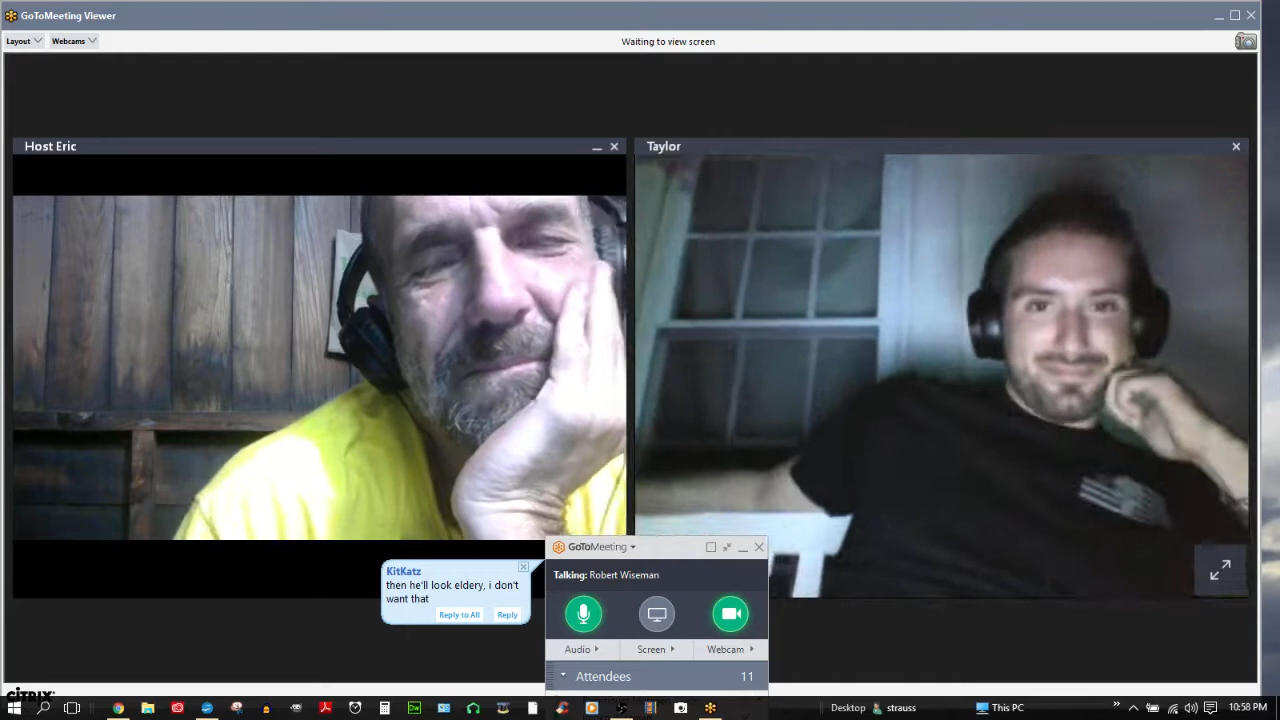 GoToMeeting Viewer
Layout
Webcams
Waiting to view screen
Host Eric
Taylor
KitKatz
then he'll look eldery, i don't
want that
Reply to All
Reply
GoToMeeting
Talking: Robert Wiseman
Audio
Screen
Webcam
Attendees
11
CITRIX
Dw
Desktop
strauss
This PC
10:58 PM